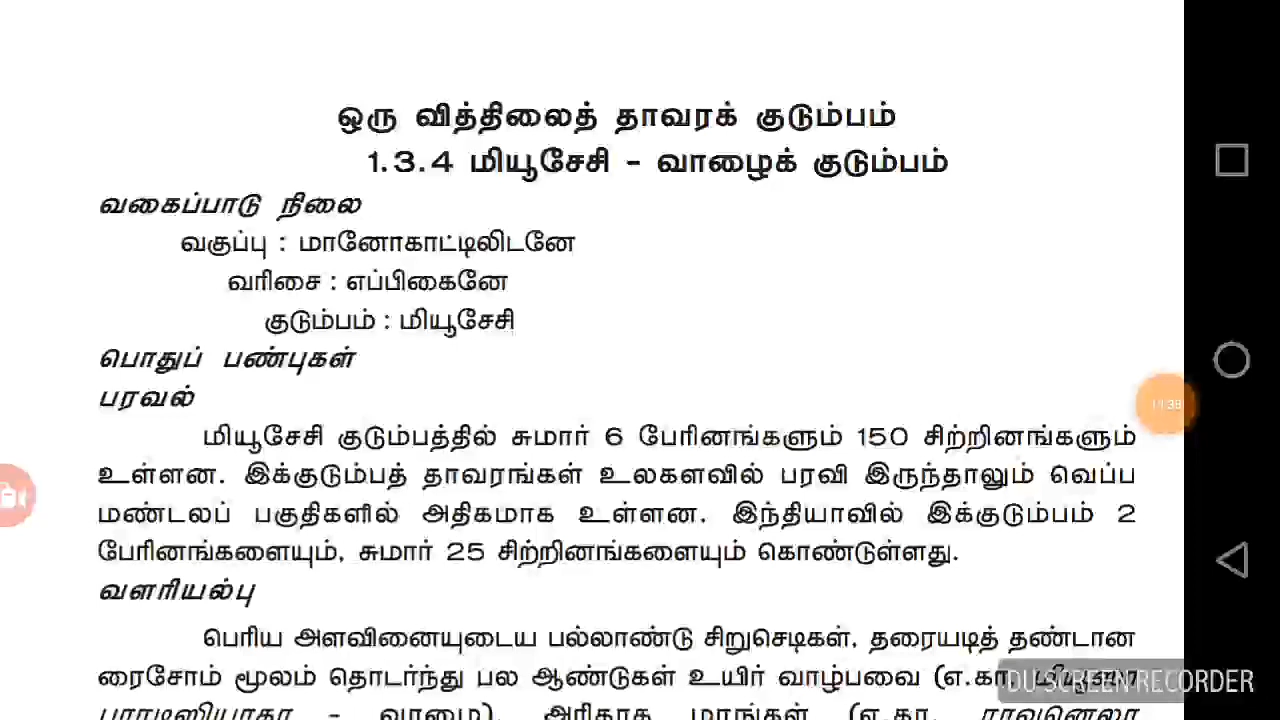 ஒரு வித்திலைத் தாவரக் குடும்பம்
1.3.4 மியூசேசி - வாழைக் குடும்பம்
வகைப்பாடு நிலை
வகுப்பு : மானோகாட்டிலிடனே
வரிசை : எப்பிகைனே
குடும்பம் : மியூசேசி
பொதுப் பண்புகள்
பரவல்
மியூசேசி குடும்பத்தில் சுமார் 6 பேரினங்களும் 150 சிற்றினங்களும்
உள்ளன. இக்குடும்பத் தாவரங்கள் உலகளவில் பரவி இருந்தாலும் வெப்ப
மண்டலப் பகுதிகளில் அதிகமாக உள்ளன. இந்தியாவில் இக்குடும்பம் 2
பேரினங்களையும், சுமார் 25 சிற்றினங்களையும் கொண்டுள்ளது.
வளரியல்பு
பெரிய அளவினையுடைய பல்லாண்டு சிறுசெடிகள், தரையடித் தண்டான
ரைசோம் மூலம் தொடர்ந்து பல ஆண்டுகள் உயிர் வாழ்பவை (எ.கா.
DU SCREEN RECORDER
11:38